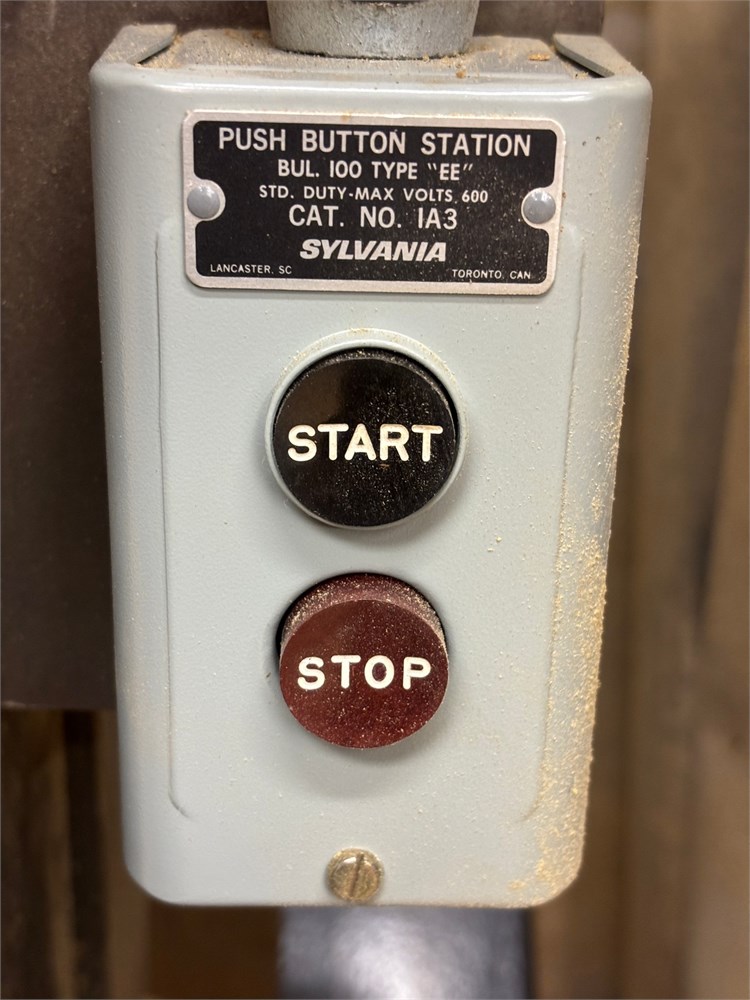 PUSH BUTTON STATION
BUL. 100 TYPE "EE"
STD. DUTY-MAX VOLTS 600
CAT. NO. 1A3
SYLVANIA
LANCASTER, SC TORONTO, CAN
START
STOP